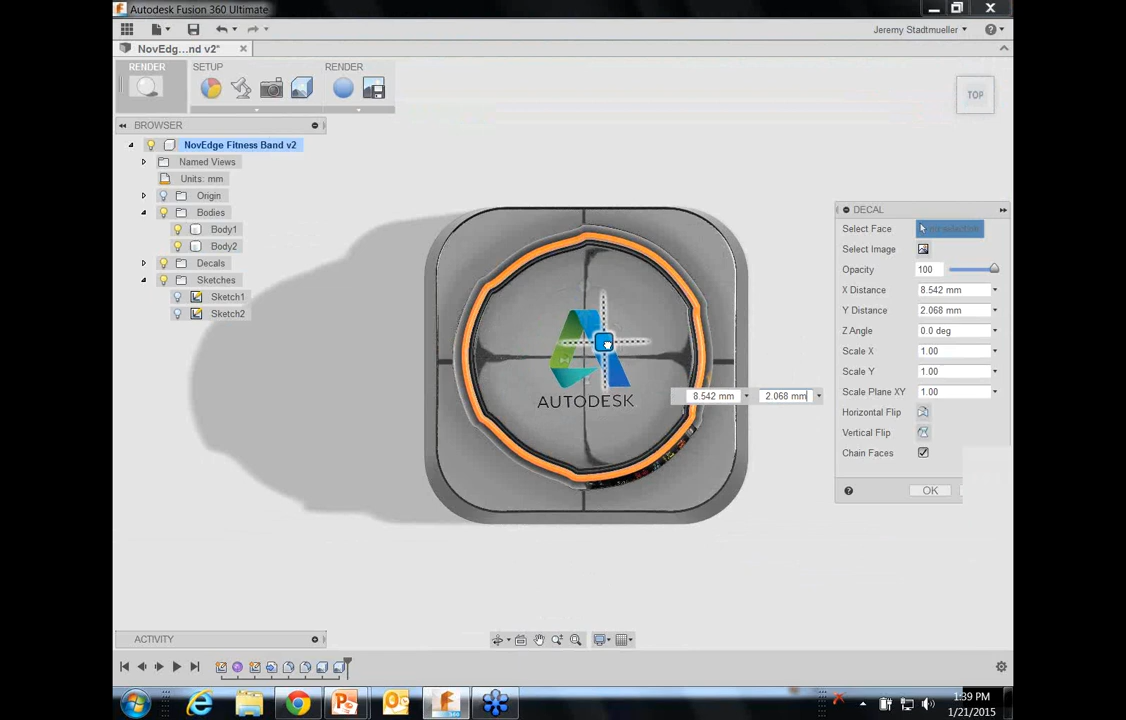 Autodesk Fusion 360 Ultimate
Jeremy Stadtmueller
NovEdg...nd v2*
RENDER
SETUP
RENDER
TOP
BROWSER
NovEdge Fitness Band v2
Named Views
Units: mm
Origin
Bodies
Body1
Body2
Decals
Sketches
Sketch1
Sketch2
AUTODESK
8.542 mm
2.068 mm
DECAL
Select Face
Select Image
Opacity 100
X Distance 8.542 mm
Y Distance 2.068 mm
Z Angle 0.0 deg
Scale X 1.00
Scale Y 1.00
Scale Plane XY 1.00
Horizontal Flip
Vertical Flip
Chain Faces
OK
ACTIVITY
1:39 PM
1/21/2015